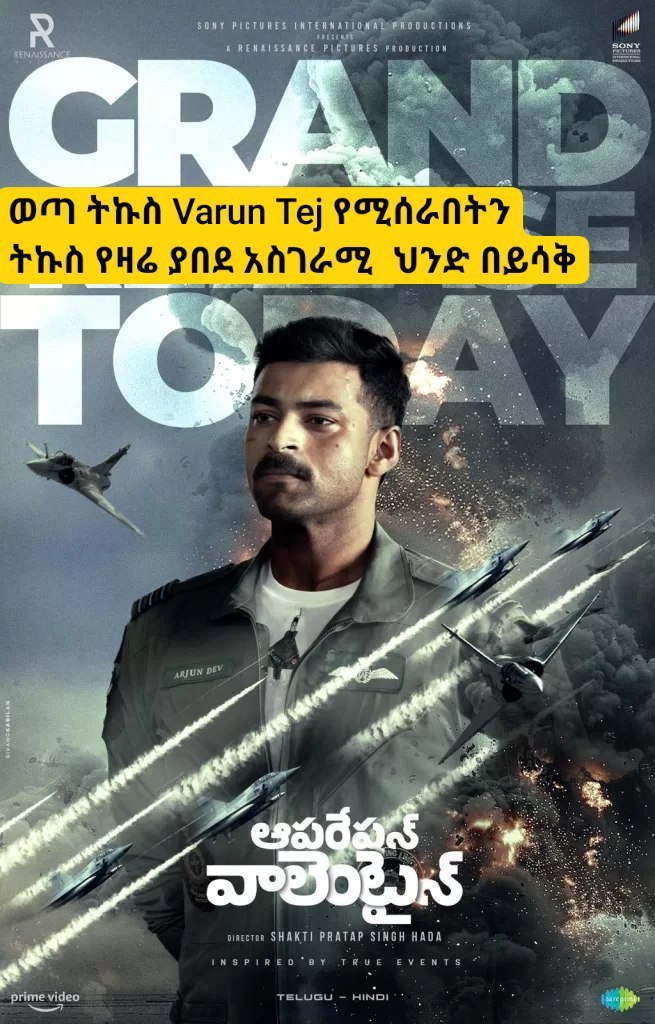 RENAISSANCE
SONY PICTURES INTERNATIONAL PRODUCTIONS
PRESENTS
A RENAISSANCE PICTURES PRODUCTION
SONY
PICTURES
INTERNATIONAL
PRODUCTIONS
GRAND
ወጣ ትኩስ Varun Tej የሚሰራበትን
ትኩስ የዛሬ ያበደ አስገራሚ ህንድ በይሳቅ
TODAY
ARJUN DEV
ఆపరేషన్
వాలెంటైన్
DIRECTOR SHAKTI PRATAP SINGH HADA
INSPIRED BY TRUE EVENTS
prime video
TELUGU - HINDI